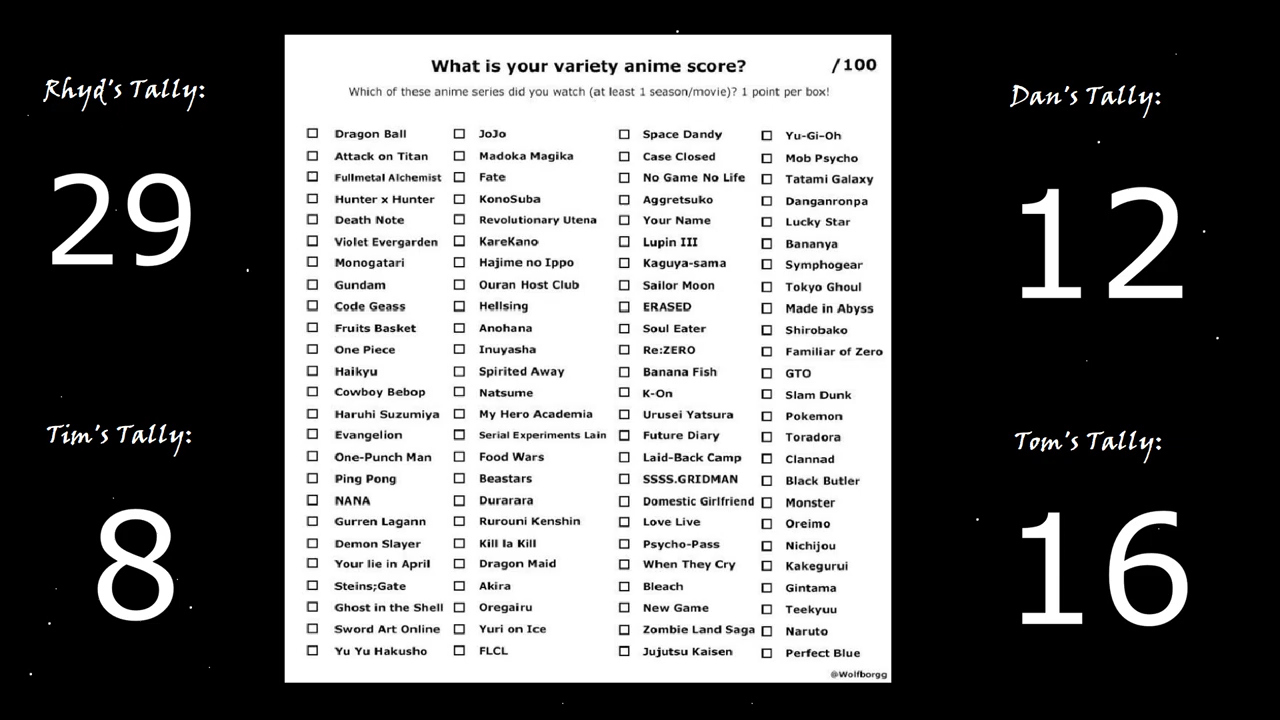 Rhyd's Tally:
29
Tim's Tally:
8
What is your variety anime score?
/100
Which of these anime series did you watch (at least 1 season/movie)? 1 point per box!
Dragon Ball
Attack on Titan
Fullmetal Alchemist
Hunter x Hunter
Death Note
Violet Evergarden
Monogatari
Gundam
Code Geass
Fruits Basket
One Piece
Haikyu
Cowboy Bebop
Haruhi Suzumiya
Evangelion
One-Punch Man
Ping Pong
NANA
Gurren Lagann
Demon Slayer
Your lie in April
Steins;Gate
Ghost in the Shell
Sword Art Online
Yu Yu Hakusho
JoJo
Madoka Magika
Fate
KonoSuba
Revolutionary Utena
KareKano
Hajime no Ippo
Ouran Host Club
Hellsing
Anohana
Inuyasha
Spirited Away
Natsume
My Hero Academia
Serial Experiments Lain
Food Wars
Beastars
Durarara
Rurouni Kenshin
Kill la Kill
Dragon Maid
Akira
Oregairu
Yuri on Ice
FLCL
Space Dandy
Case Closed
No Game No Life
Aggretsuko
Your Name
Lupin III
Kaguya-sama
Sailor Moon
ERASED
Soul Eater
Re:ZERO
Banana Fish
K-On
Urusei Yatsura
Future Diary
Laid-Back Camp
SSSS.GRIDMAN
Domestic Girlfriend
Love Live
Psycho-Pass
When They Cry
Bleach
New Game
Zombie Land Saga
Jujutsu Kaisen
Yu-Gi-Oh
Mob Psycho
Tatami Galaxy
Danganronpa
Lucky Star
Bananya
Symphogear
Tokyo Ghoul
Made in Abyss
Shirobako
Familiar of Zero
GTO
Slam Dunk
Pokemon
Toradora
Clannad
Black Butler
Monster
Oreimo
Nichijou
Kakegurui
Gintama
Teekyuu
Naruto
Perfect Blue
@Wolfborgg
Dan's Tally:
12
Tom's Tally:
16